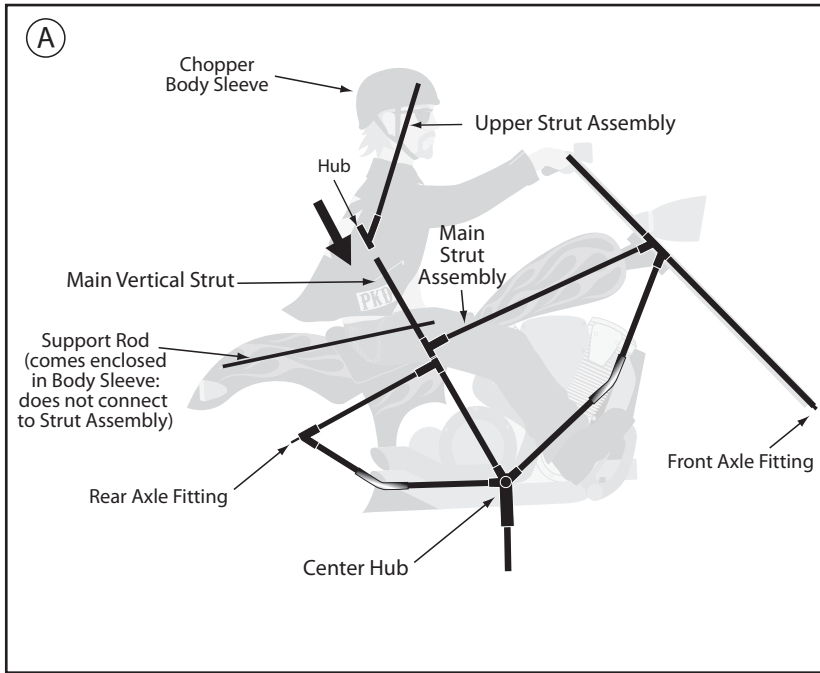 A
Chopper
Body Sleeve
Upper Strut Assembly
Hub
Main
Strut
Assembly
Main Vertical Strut
PKD
Support Rod
(comes enclosed
in Body Sleeve:
does not connect
to Strut Assembly)
Front Axle Fitting
Rear Axle Fitting
Center Hub